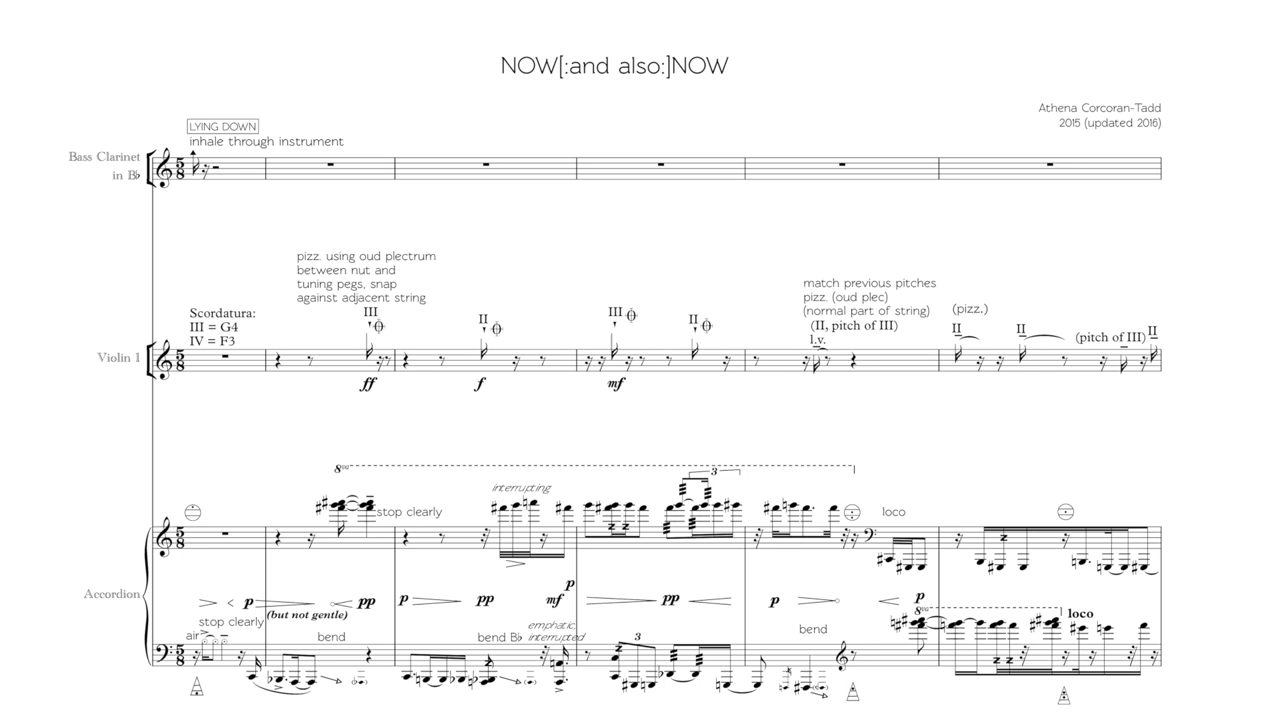 NOW[:and also:]NOW
Athena Corcoran-Tadd
2015 (updated 2016)
LYING DOWN
inhale through instrument
Bass Clarinet
in B♭
pizz. using oud plectrum
between nut and
tuning pegs, snap
against adjacent string
match previous pitches
pizz. (oud plec)
(normal part of string)
(II, pitch of III)
l.v.
(pizz.)
Scordatura:
III = G4
IV = F3
III
II
III
II
II
II
(pitch of III)
II
Violin 1
ff
f
mf
8va
3
interrupting
stop clearly
loco
Accordion
p
pp
p
pp
mf
p
pp
p
p
(but not gentle)
8va
loco
stop clearly
air
bend
bend B♭
emphatic,
interrupted
3
bend